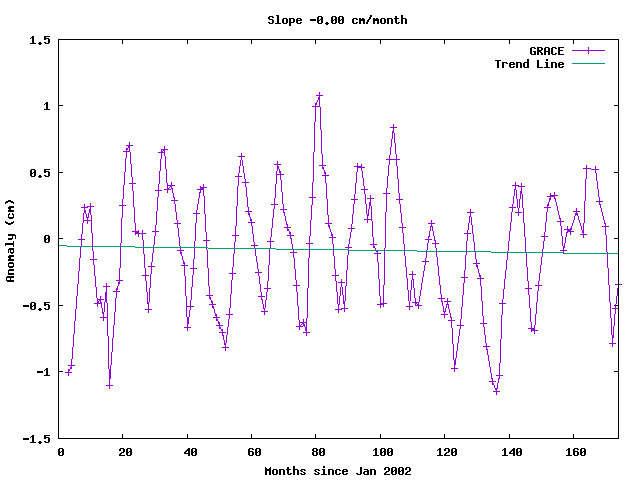 Slope -0.00 cm/month
GRACE
Trend Line
1.5
1
0.5
0
-0.5
-1
-1.5
Anomaly (cm)
0 20 40 60 80 100 120 140 160
Months since Jan 2002